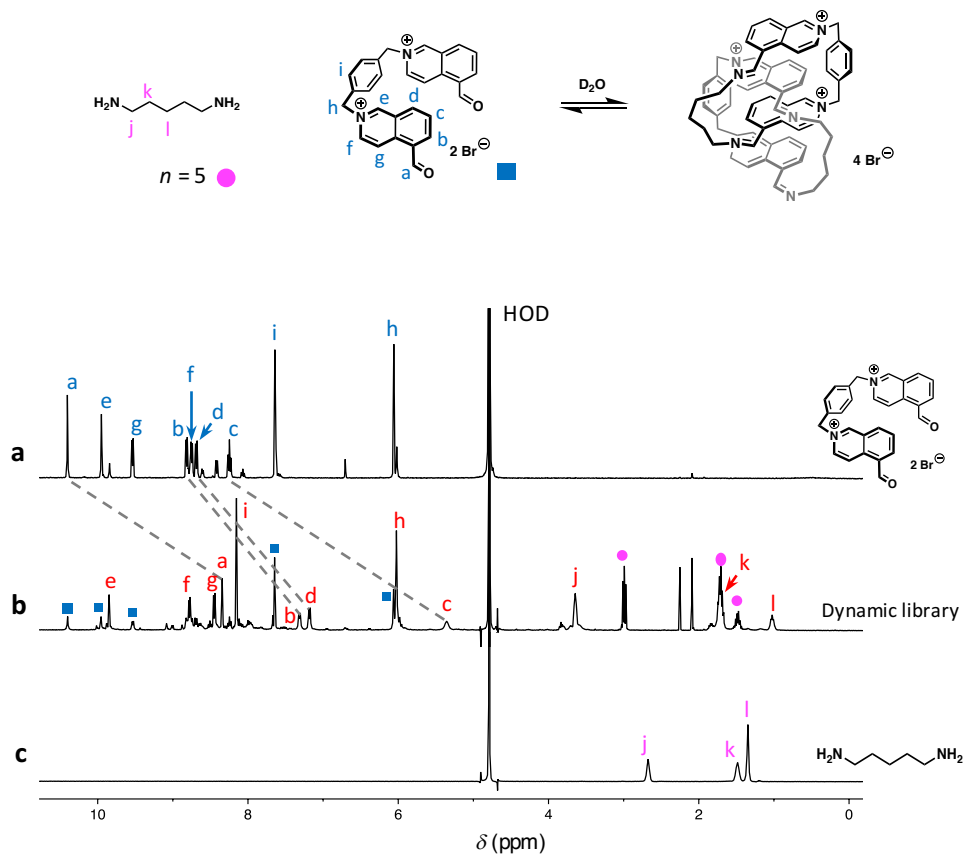 H₂N NH₂
k
j l
n = 5
i
h
N⊕
N⊕
e d
c
b
f
g
a
O
O
2 Br⊖
D₂O
N⊕
N⊕
N⊕
N⊕
N
N
N
N
4 Br⊖
HOD
a
e
g
b
f
d
c
i
h
a
N⊕
N⊕
O
O
2 Br⊖
b
e
f
g
a
i
b
d
h
c
j
k
l
Dynamic library
c
j
k
l
H₂N NH₂
10 8 6 4 2 0
δ (ppm)